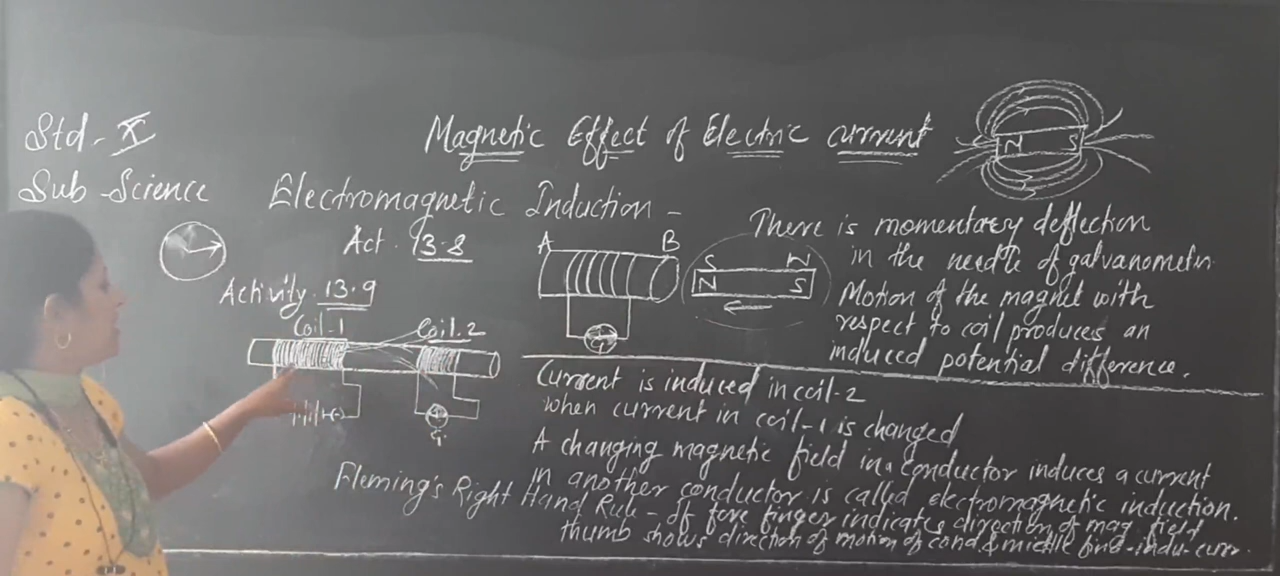 Std - X
Sub - Science
Magnetic Effect of Electric current
N S
Electromagnetic Induction -
Act. 13.8
A B
S N
N S
G
There is momentary deflection
in the needle of galvanometer.
Motion of the magnet with
respect to coil produces an
induced potential difference.
Activity. 13.9
Coil-1 Coil.2
G.
Current is induced in coil-2
when current in coil-1 is changed
A changing magnetic field in a conductor induces a current
in another conductor is called electromagnetic induction.
Fleming's Right Hand Rule - If fore finger indicates direction of mag field
thumb shows direction of motion of cond & middle fing-indu-curr.